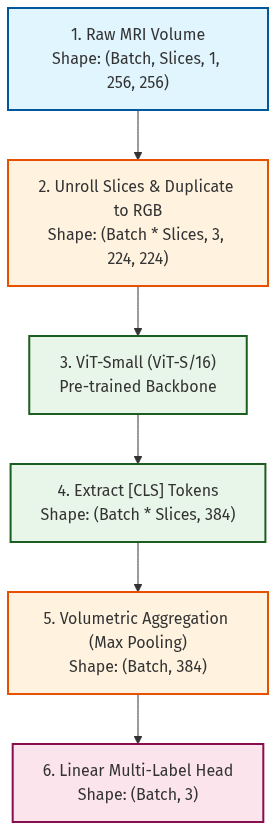 1. Raw MRI Volume
Shape: (Batch, Slices, 1,
256, 256)
2. Unroll Slices & Duplicate
to RGB
Shape: (Batch * Slices, 3,
224, 224)
3. ViT-Small (ViT-S/16)
Pre-trained Backbone
4. Extract [CLS] Tokens
Shape: (Batch * Slices, 384)
5. Volumetric Aggregation
(Max Pooling)
Shape: (Batch, 384)
6. Linear Multi-Label Head
Shape: (Batch, 3)